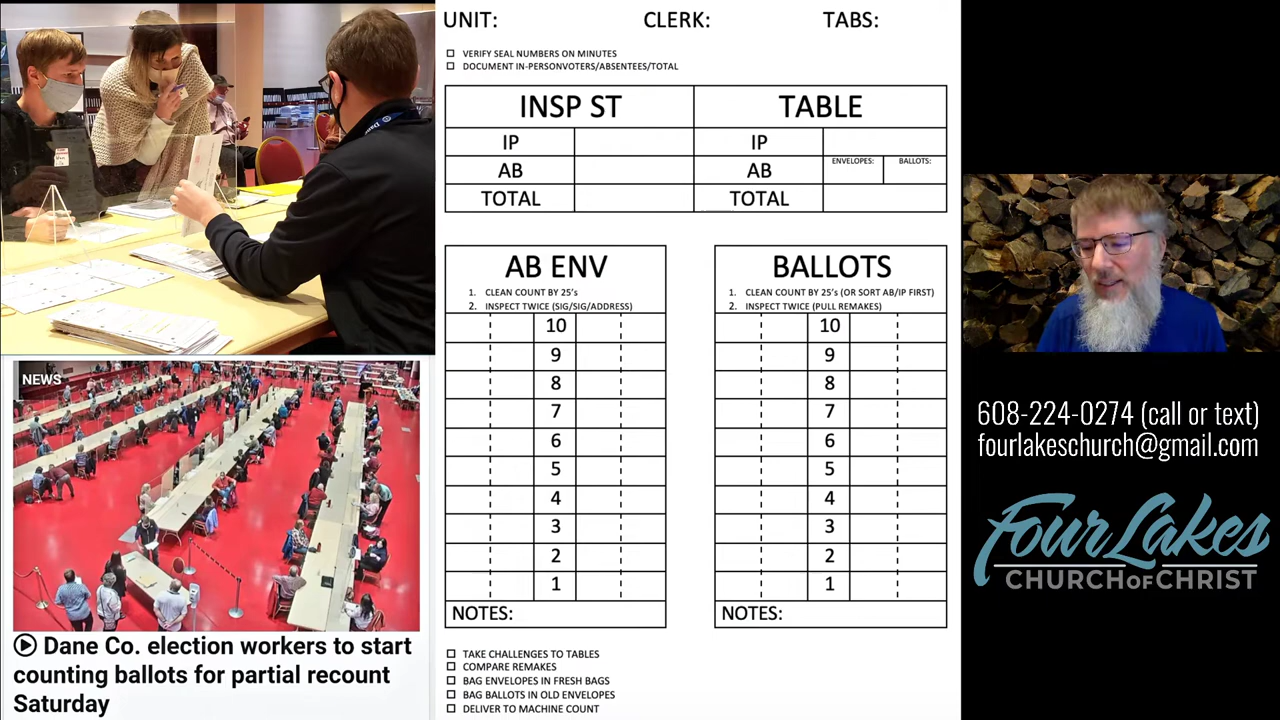 UNIT: CLERK: TABS:
VERIFY SEAL NUMBERS ON MINUTES
DOCUMENT IN-PERSONVOTERS/ABSENTEES/TOTAL
INSP ST TABLE
IP IP
AB AB ENVELOPES: BALLOTS:
TOTAL TOTAL
AB ENV
1. CLEAN COUNT BY 25's
2. INSPECT TWICE (SIG/SIG/ADDRESS)
10
9
8
7
6
5
4
3
2
1
NOTES:
BALLOTS
1. CLEAN COUNT BY 25's (OR SORT AB/IP FIRST)
2. INSPECT TWICE (PULL REMAKES)
10
9
8
7
6
5
4
3
2
1
NOTES:
TAKE CHALLENGES TO TABLES
COMPARE REMAKES
BAG ENVELOPES IN FRESH BAGS
BAG BALLOTS IN OLD ENVELOPES
DELIVER TO MACHINE COUNT
NEWS
Dane Co. election workers to start
counting ballots for partial recount
Saturday
608-224-0274 (call or text)
fourlakeschurch@gmail.com
Four Lakes
CHURCH OF CHRIST